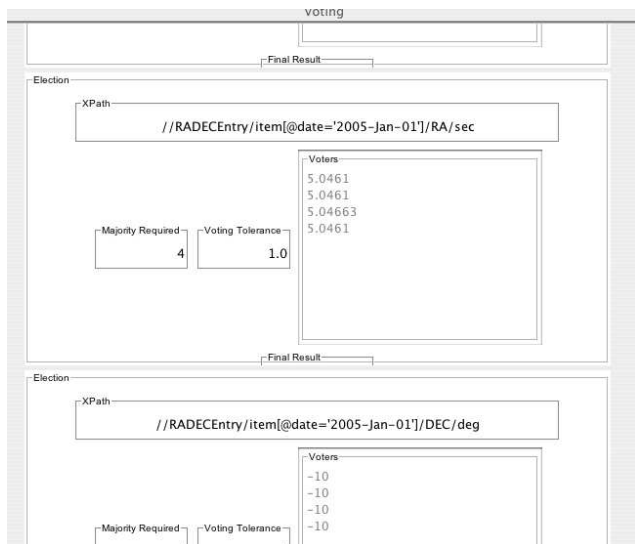 Voting
Final Result
Election
XPath
//RADECEntry/item[@date='2005-Jan-01']/RA/sec
Voters
5.0461
5.0461
5.04663
5.0461
Majority Required
4
Voting Tolerance
1.0
Final Result
Election
XPath
//RADECEntry/item[@date='2005-Jan-01']/DEC/deg
Voters
-10
-10
-10
-10
Majority Required
Voting Tolerance